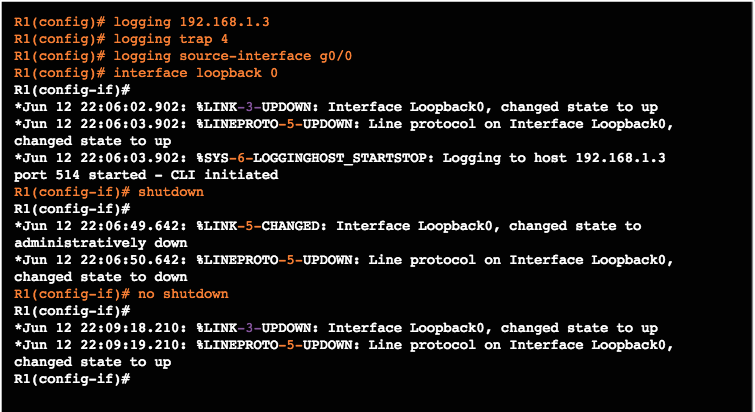 R1(config)# logging 192.168.1.3
R1(config)# logging trap 4
R1(config)# logging source-interface g0/0
R1(config)# interface loopback 0
R1(config-if)#
*Jun 12 22:06:02.902: %LINK-3-UPDOWN: Interface Loopback0, changed state to up
*Jun 12 22:06:03.902: %LINEPROTO-5-UPDOWN: Line protocol on Interface Loopback0,
changed state to up
*Jun 12 22:06:03.902: %SYS-6-LOGGINGHOST_STARTSTOP: Logging to host 192.168.1.3
port 514 started - CLI initiated
R1(config-if)# shutdown
R1(config-if)#
*Jun 12 22:06:49.642: %LINK-5-CHANGED: Interface Loopback0, changed state to
administratively down
*Jun 12 22:06:50.642: %LINEPROTO-5-UPDOWN: Line protocol on Interface Loopback0,
changed state to down
R1(config-if)# no shutdown
R1(config-if)#
*Jun 12 22:09:18.210: %LINK-3-UPDOWN: Interface Loopback0, changed state to up
*Jun 12 22:09:19.210: %LINEPROTO-5-UPDOWN: Line protocol on Interface Loopback0,
changed state to up
R1(config-if)#